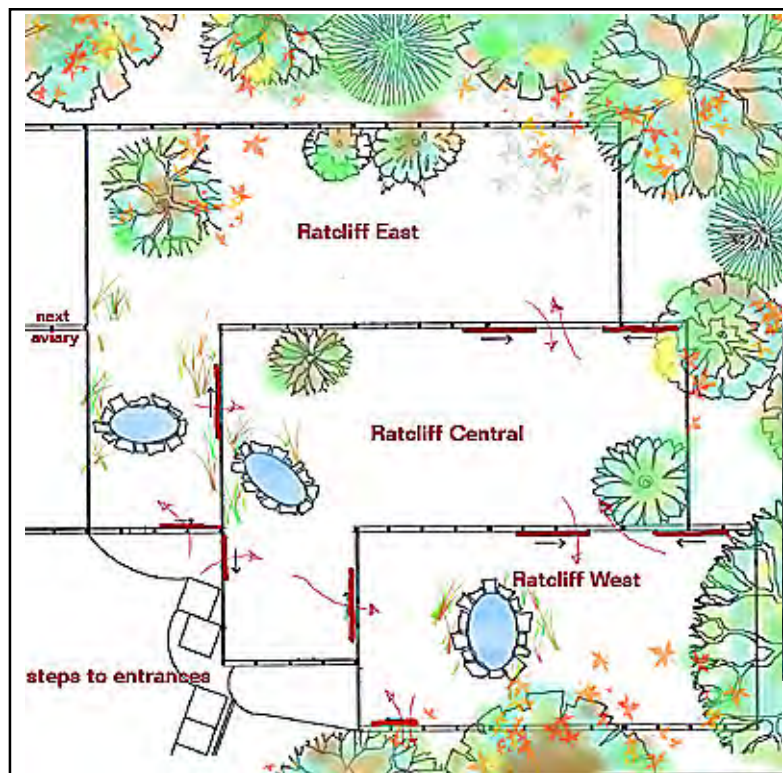 Ratcliff East
next
aviary
Ratcliff Central
Ratcliff West
steps to entrances